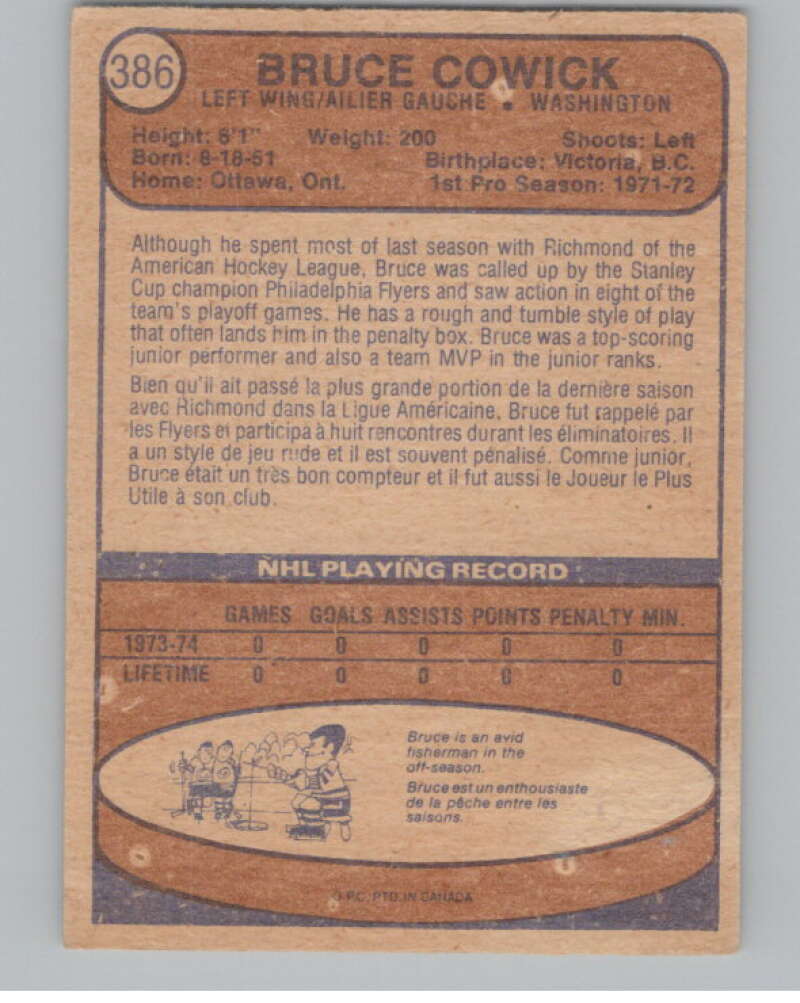 386
BRUCE COWICK
LEFT WING/AILIER GAUCHE • WASHINGTON
Height: 6'1" Weight: 200 Shoots: Left
Born: 8-18-51 Birthplace: Victoria, B.C.
Home: Ottawa, Ont. 1st Pro Season: 1971-72
Although he spent most of last season with Richmond of the
American Hockey League, Bruce was called up by the Stanley
Cup champion Philadelphia Flyers and saw action in eight of the
team's playoff games. He has a rough and tumble style of play
that often lands him in the penalty box. Bruce was a top-scoring
junior performer and also a team MVP in the junior ranks.
Bien qu'il ait passé la plus grande portion de la dernière saison
avec Richmond dans la Ligue Américaine, Bruce fut rappelé par
les Flyers et participa à huit rencontres durant les éliminatoires. Il
a un style de jeu rude et il est souvent pénalisé. Comme junior,
Bruce était un très bon compteur et il fut aussi le Joueur le Plus
Utile à son club.
NHL PLAYING RECORD
GAMES GOALS ASSISTS POINTS PENALTY MIN.
1973-74 0 0 0 0 0
LIFETIME 0 0 0 0 0
Bruce is an avid
fisherman in the
off-season.
Bruce est un enthousiaste
de la pêche entre les
saisons.
O.P.C. PTD. IN CANADA